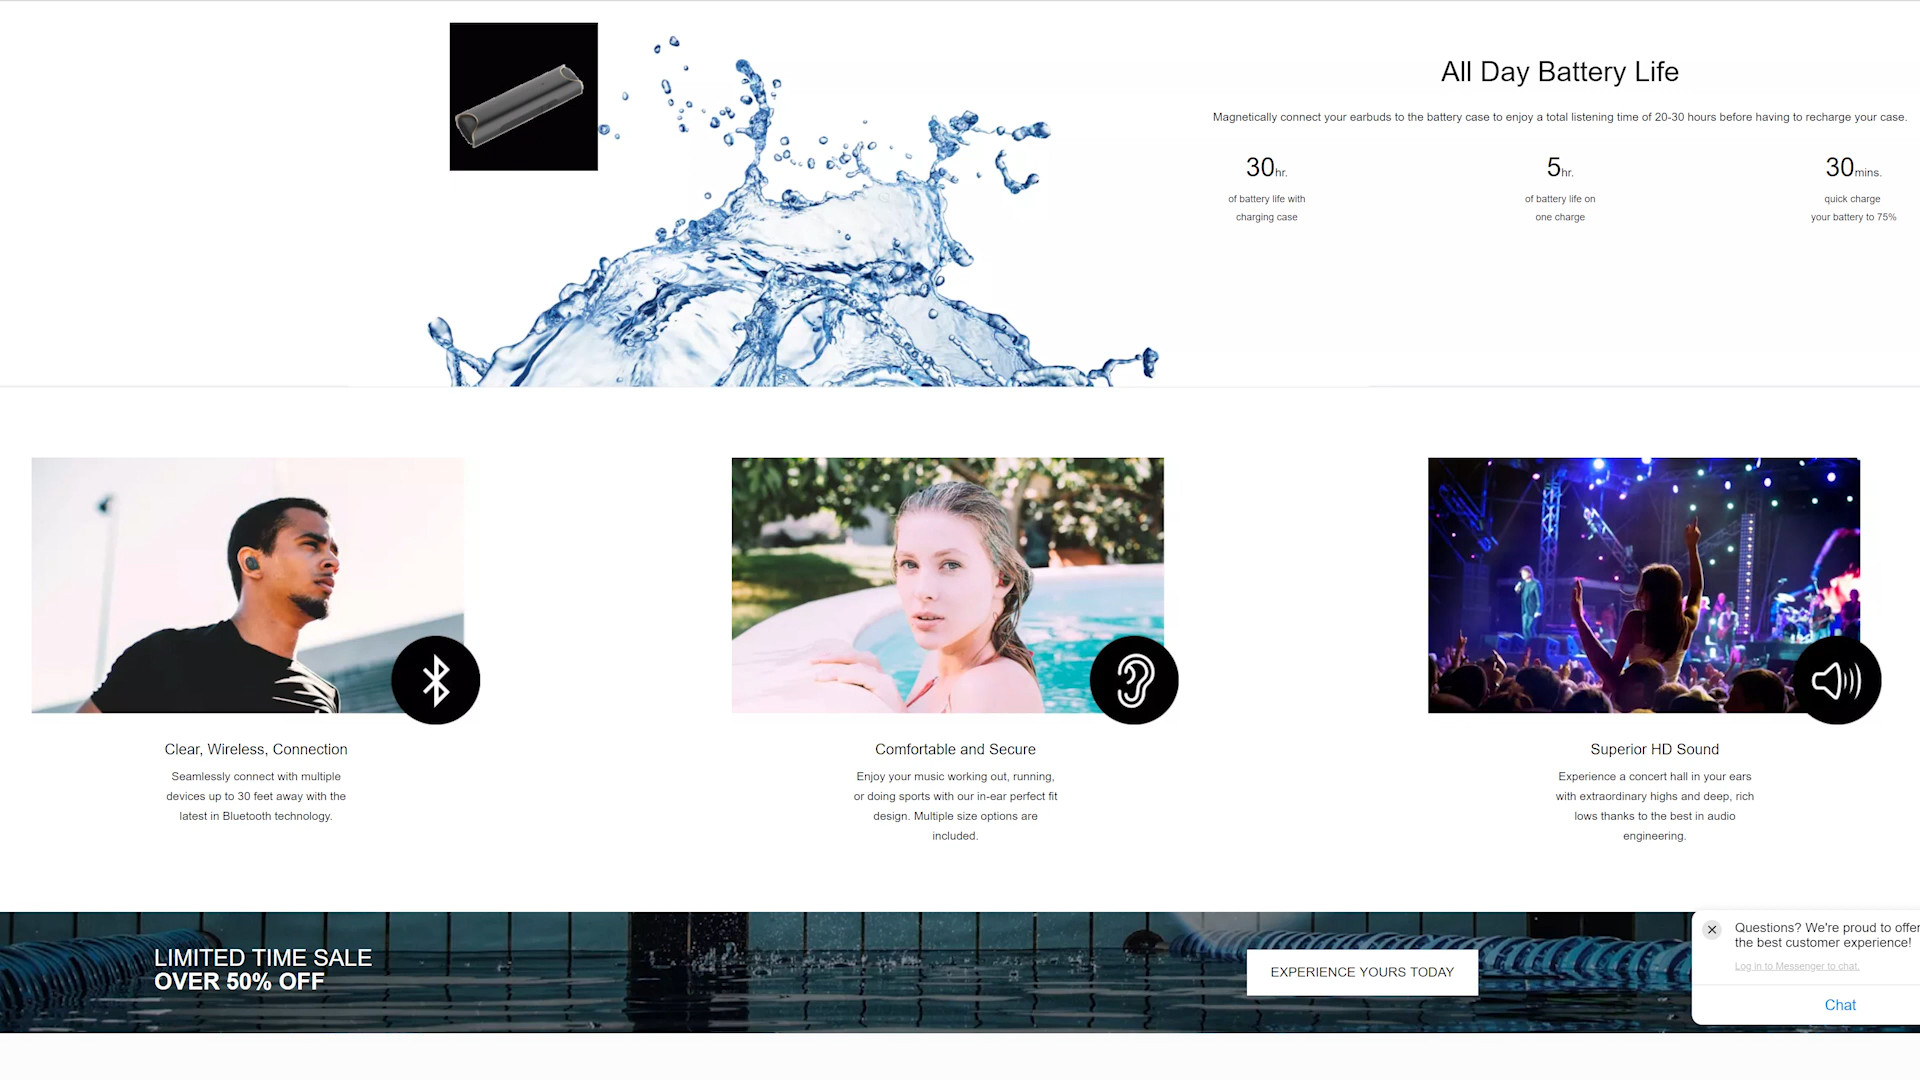 All Day Battery Life
Magnetically connect your earbuds to the battery case to enjoy a total listening time of 20-30 hours before having to recharge your case.
30hr.
of battery life with
charging case
5hr.
of battery life on
one charge
30mins.
quick charge
your battery to 75%
Clear, Wireless, Connection
Seamlessly connect with multiple
devices up to 30 feet away with the
latest in Bluetooth technology.
Comfortable and Secure
Enjoy your music working out, running,
or doing sports with our in-ear perfect fit
design. Multiple size options are
included.
Superior HD Sound
Experience a concert hall in your ears
with extraordinary highs and deep, rich
lows thanks to the best in audio
engineering.
LIMITED TIME SALE
OVER 50% OFF
EXPERIENCE YOURS TODAY
Questions? We're proud to offer
the best customer experience!
Log in to Messenger to chat.
Chat